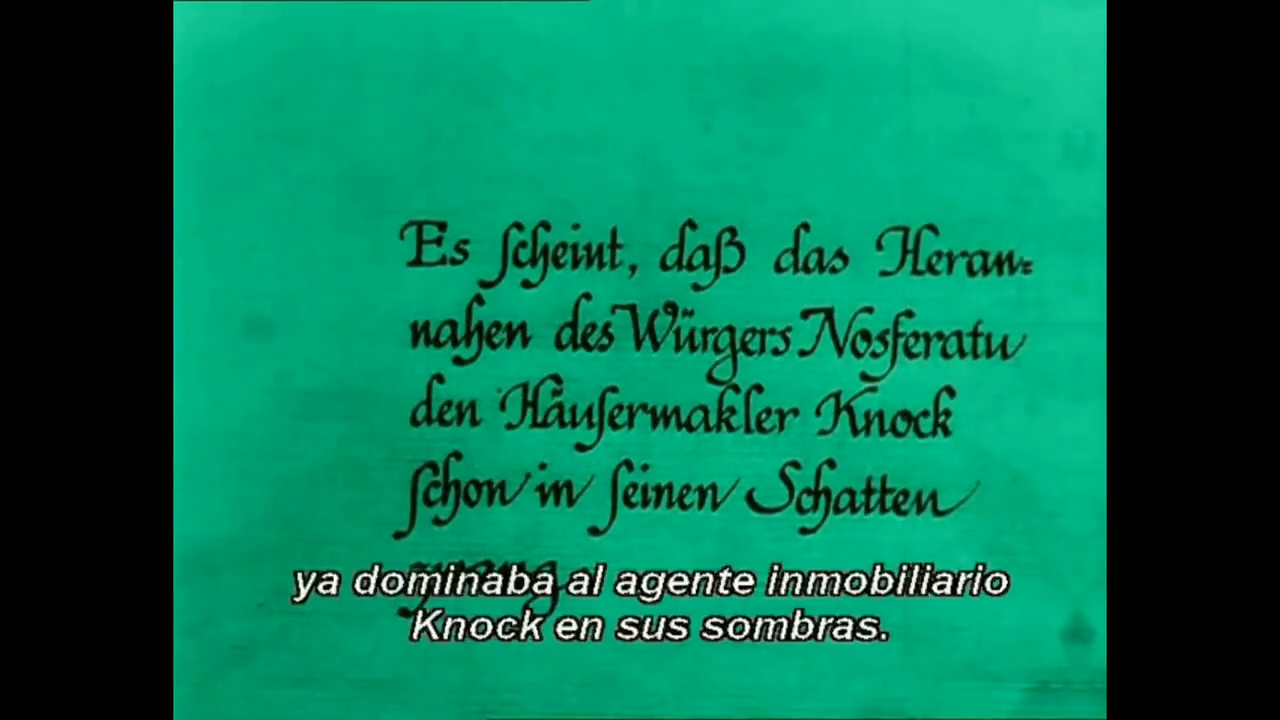 Es scheint, daß das Heran=
nahen des Würgers Nosferatu
den Häusermakler Knock
schon in seinen Schatten
ya dominaba al agente inmobiliario
Knock en sus sombras.